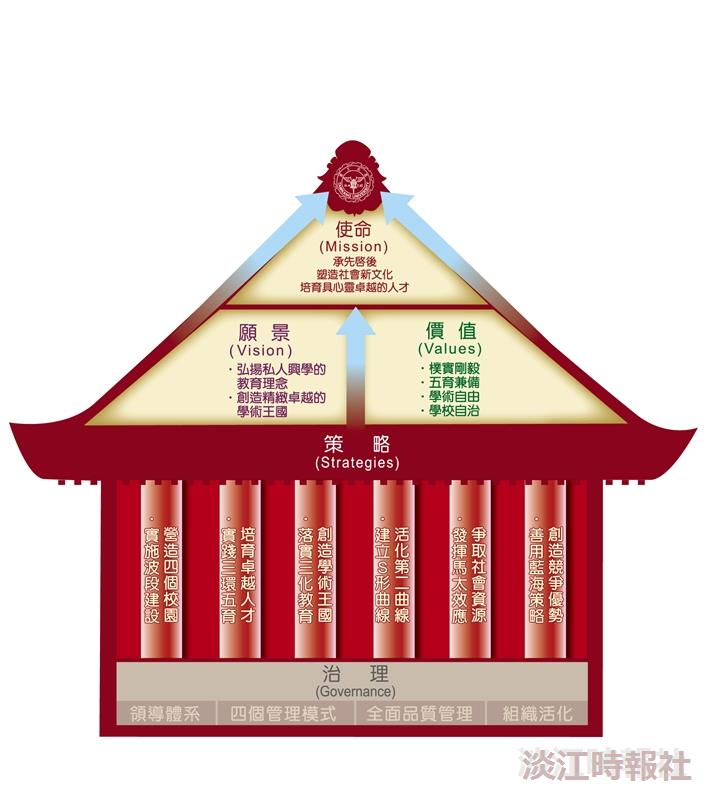 使命
(Mission)
承先啓後
塑造社會新文化
培育具心靈卓越的人才
願景
(Vision)
・弘揚私人興學的
教育理念
・創造精緻卓越的
學術王國
價值
(Values)
・樸實剛毅
・五育兼備
・學術自由
・學校自治
策略
(Strategies)
營造四個校園
・實施波段建設
培育卓越人才
・實踐三環五育
創造學術王國
・落實三化教育
活化第二曲線
・建立S形曲線
爭取社會資源
・發揮馬太效應
創造競爭優勢
・善用藍海策略
治理
(Governance)
領導體系
四個管理模式
全面品質管理
組織活化
淡江時報社